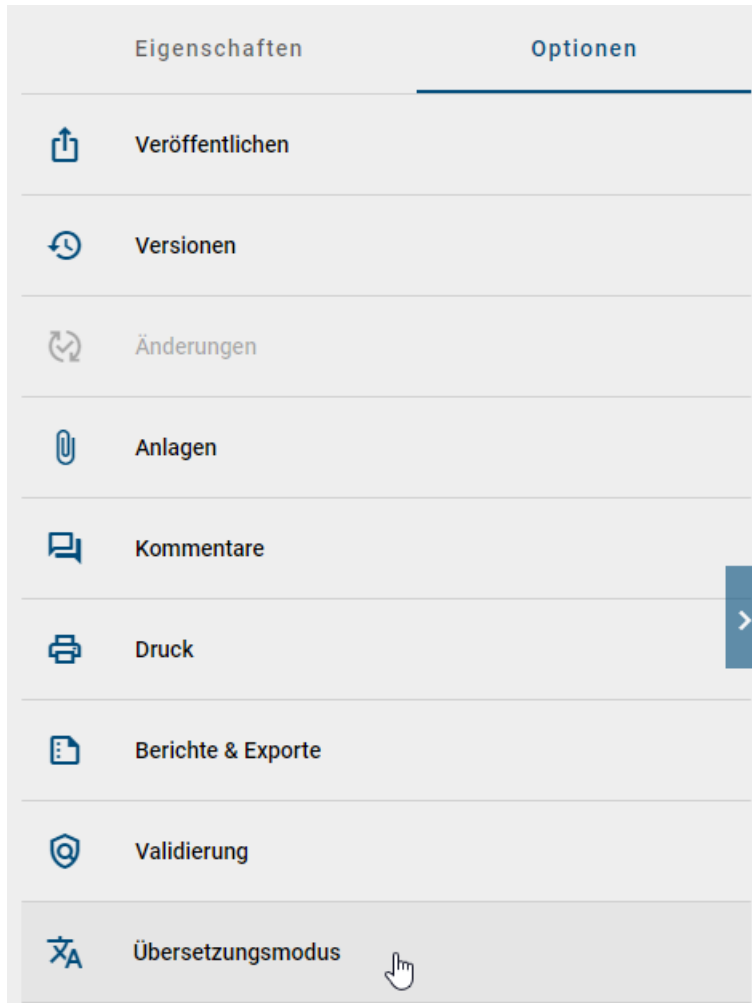 Eigenschaften Optionen
Veröffentlichen
Versionen
Änderungen
Anlagen
Kommentare
Druck
Berichte & Exporte
Validierung
Übersetzungsmodus